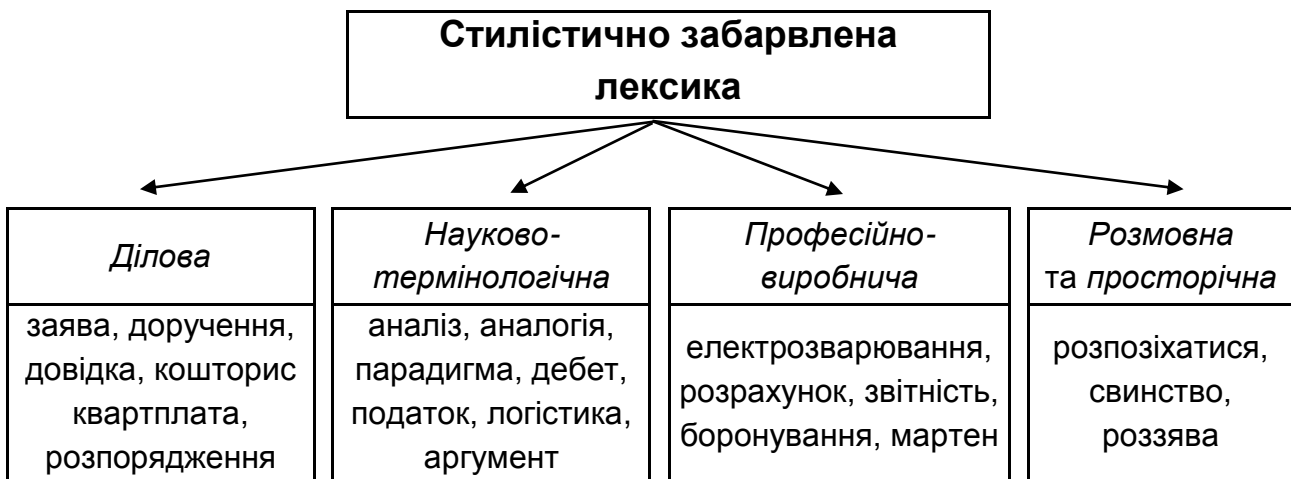 Стилістично забарвлена
лексика
Ділова
заява, доручення,
довідка, кошторис
квартплата,
розпорядження
Науково-
термінологічна
аналіз, аналогія,
парадигма, дебет,
податок, логістика,
аргумент
Професійно-
виробнича
електрозварювання,
розрахунок, звітність,
боронування, мартен
Розмовна
та просторічна
розпозіхатися,
свинство,
роззява